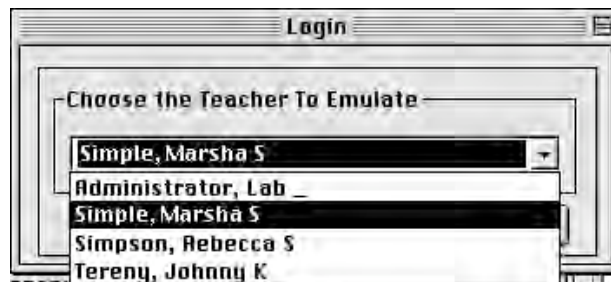 Login
Choose the Teacher To Emulate
Simple, Marsha S
Administrator, Lab _
Simple, Marsha S
Simpson, Rebecca S
Tereny, Johnny K